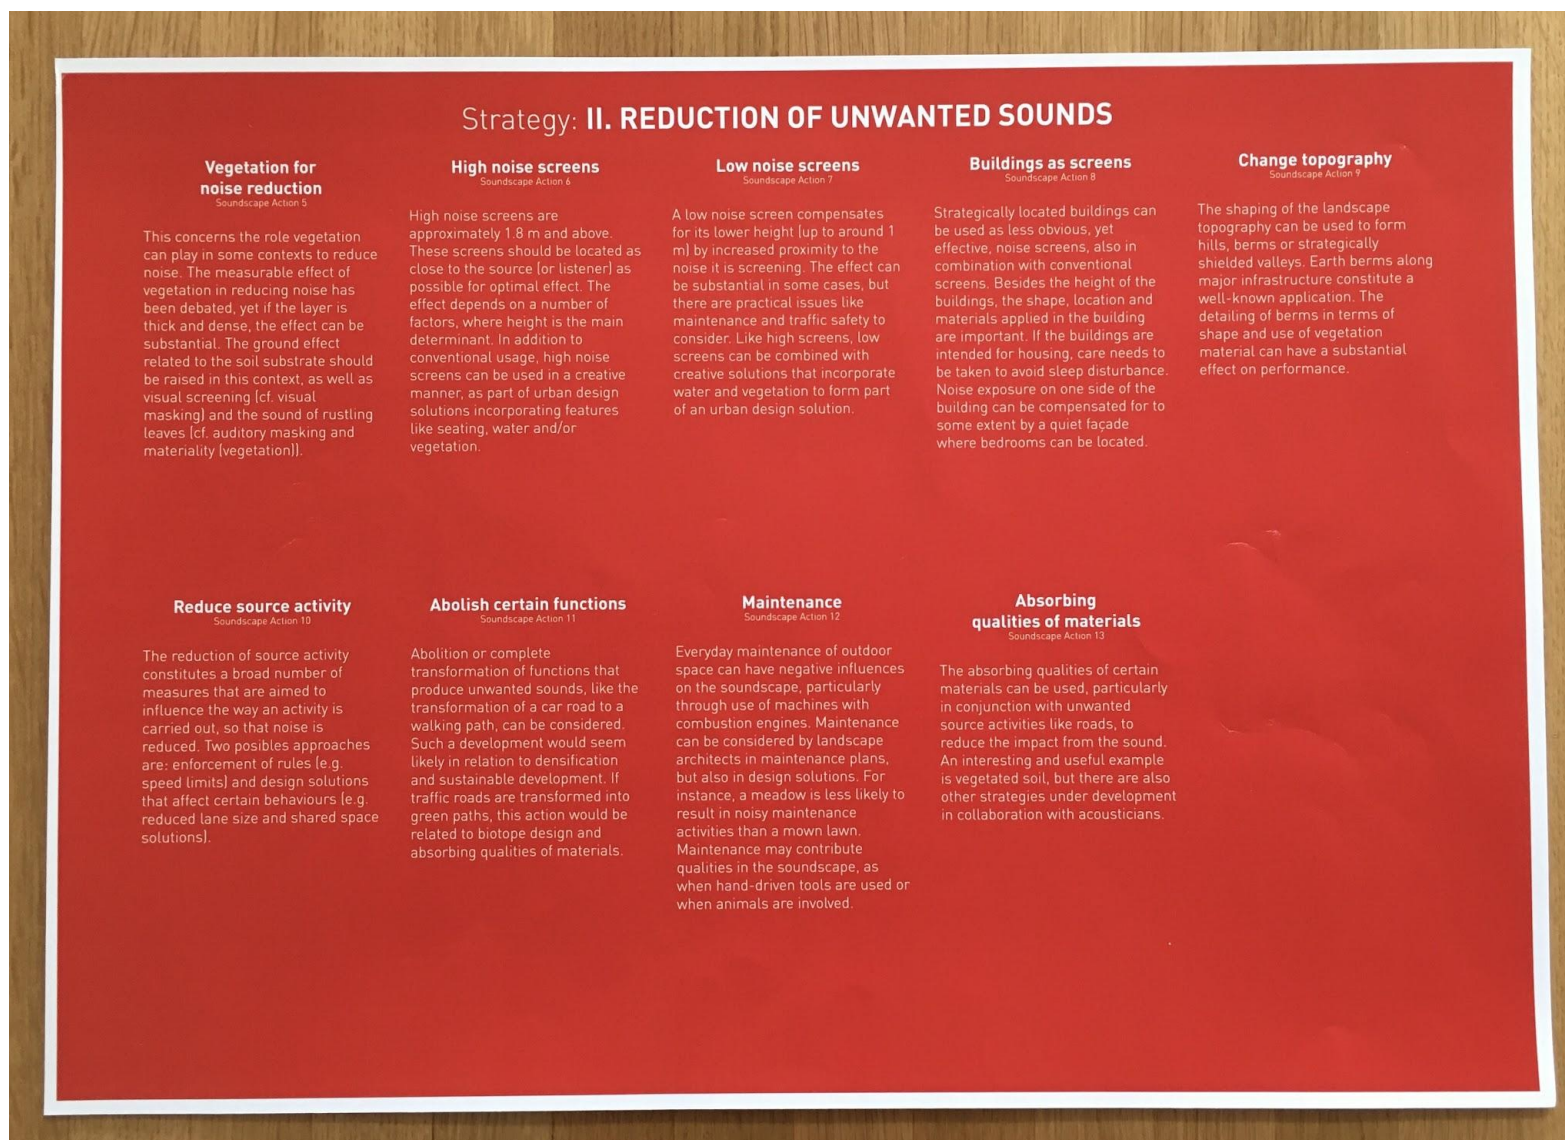 Strategy: II. REDUCTION OF UNWANTED SOUNDS
Vegetation for
noise reduction
Soundscape Action 5
This concerns the role vegetation
can play in some contexts to reduce
noise. The measurable effect of
vegetation in reducing noise has
been debated, yet if the layer is
thick and dense, the effect can be
substantial. The ground effect
related to the soil substrate should
be raised in this context, as well as
visual screening (cf. visual
masking) and the sound of rustling
leaves (cf. auditory masking and
materiality (vegetation)).
High noise screens
Soundscape Action 6
High noise screens are
approximately 1.8 m and above.
These screens should be located as
close to the source (or listener) as
possible for optimal effect. The
effect depends on a number of
factors, where height is the main
determinant. In addition to
conventional usage, high noise
screens can be used in a creative
manner, as part of urban design
solutions incorporating features
like seating, water and/or
vegetation.
Low noise screens
Soundscape Action 7
A low noise screen compensates
for its lower height (up to around 1
m) by increased proximity to the
noise it is screening. The effect can
be substantial in some cases, but
there are practical issues like
maintenance and traffic safety to
consider. Like high screens, low
screens can be combined with
creative solutions that incorporate
water and vegetation to form part
of an urban design solution.
Buildings as screens
Soundscape Action 8
Strategically located buildings can
be used as less obvious, yet
effective, noise screens, also in
combination with conventional
screens. Besides the height of the
buildings, the shape, location and
materials applied in the building
are important. If the buildings are
intended for housing, care needs to
be taken to avoid sleep disturbance.
Noise exposure on one side of the
building can be compensated for to
some extent by a quiet façade
where bedrooms can be located.
Change topography
Soundscape Action 9
The shaping of the landscape
topography can be used to form
hills, berms or strategically
shielded valleys. Earth berms along
major infrastructure constitute a
well-known application. The
detailing of berms in terms of
shape and use of vegetation
material can have a substantial
effect on performance.
Reduce source activity
Soundscape Action 10
The reduction of source activity
constitutes a broad number of
measures that are aimed to
influence the way an activity is
carried out, so that noise is
reduced. Two posibles approaches
are: enforcement of rules (e.g.
speed limits) and design solutions
that affect certain behaviours (e.g.
reduced lane size and shared space
solutions).
Abolish certain functions
Soundscape Action 11
Abolition or complete
transformation of functions that
produce unwanted sounds, like the
transformation of a car road to a
walking path, can be considered.
Such a development would seem
likely in relation to densification
and sustainable development. If
traffic roads are transformed into
green paths, this action would be
related to biotope design and
absorbing qualities of materials.
Maintenance
Soundscape Action 12
Everyday maintenance of outdoor
space can have negative influences
on the soundscape, particularly
through use of machines with
combustion engines. Maintenance
can be considered by landscape
architects in maintenance plans,
but also in design solutions. For
instance, a meadow is less likely to
result in noisy maintenance
activities than a mown lawn.
Maintenance may contribute
qualities in the soundscape, as
when hand-driven tools are used or
when animals are involved.
Absorbing
qualities of materials
Soundscape Action 13
The absorbing qualities of certain
materials can be used, particularly
in conjunction with unwanted
source activities like roads, to
reduce the impact from the sound.
An interesting and useful example
is vegetated soil, but there are also
other strategies under development
in collaboration with acousticians.